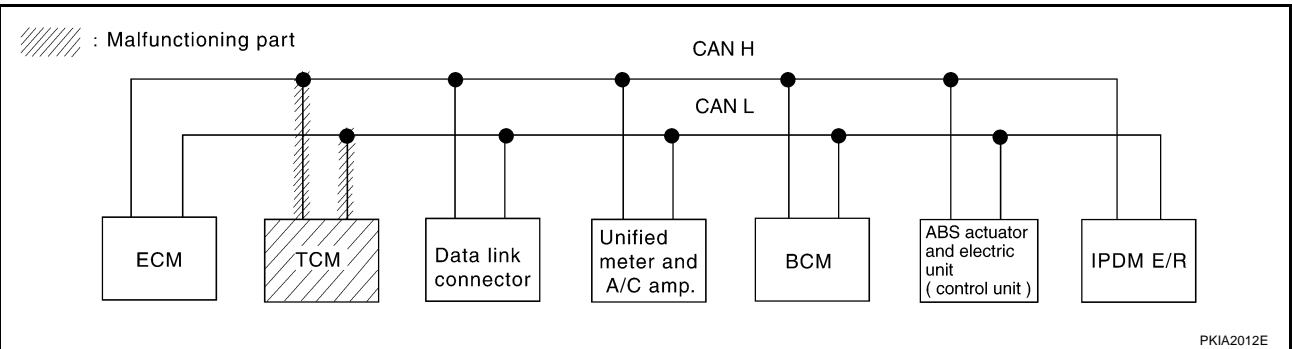 : Malfunctioning part
CAN H
CAN L
ECM
TCM
Data link
connector
Unified
meter and
A/C amp.
BCM
ABS actuator
and electric
unit
( control unit )
IPDM E/R
PKIA2012E